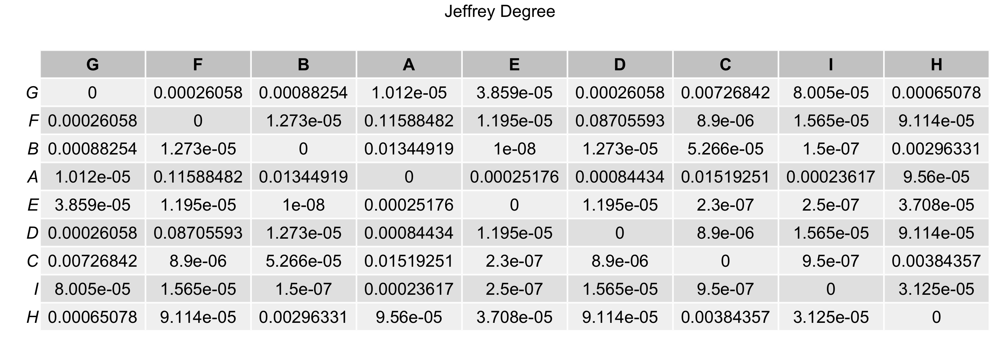 Jeffrey Degree
G F B A E D C I H
G 0 0.00026058 0.00088254 1.012e-05 3.859e-05 0.00026058 0.00726842 8.005e-05 0.00065078
F 0.00026058 0 1.273e-05 0.11588482 1.195e-05 0.08705593 8.9e-06 1.565e-05 9.114e-05
B 0.00088254 1.273e-05 0 0.01344919 1e-08 1.273e-05 5.266e-05 1.5e-07 0.00296331
A 1.012e-05 0.11588482 0.01344919 0 0.00025176 0.00084434 0.01519251 0.00023617 9.56e-05
E 3.859e-05 1.195e-05 1e-08 0.00025176 0 1.195e-05 2.3e-07 2.5e-07 3.708e-05
D 0.00026058 0.08705593 1.273e-05 0.00084434 1.195e-05 0 8.9e-06 1.565e-05 9.114e-05
C 0.00726842 8.9e-06 5.266e-05 0.01519251 2.3e-07 8.9e-06 0 9.5e-07 0.00384357
I 8.005e-05 1.565e-05 1.5e-07 0.00023617 2.5e-07 1.565e-05 9.5e-07 0 3.125e-05
H 0.00065078 9.114e-05 0.00296331 9.56e-05 3.708e-05 9.114e-05 0.00384357 3.125e-05 0